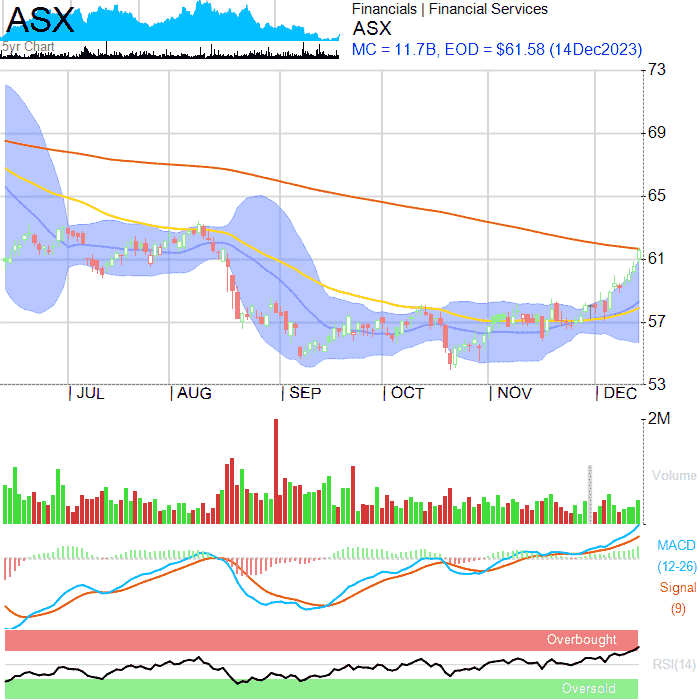 ASX
5yr Chart
Financials | Financial Services
ASX
MC = 11.7B, EOD = $61.58 (14Dec2023)
73
69
65
61
57
53
JUL
AUG
SEP
OCT
NOV
DEC
2M
Volume
MACD
(12-26)
Signal
(9)
Overbought
RSI(14)
Oversold